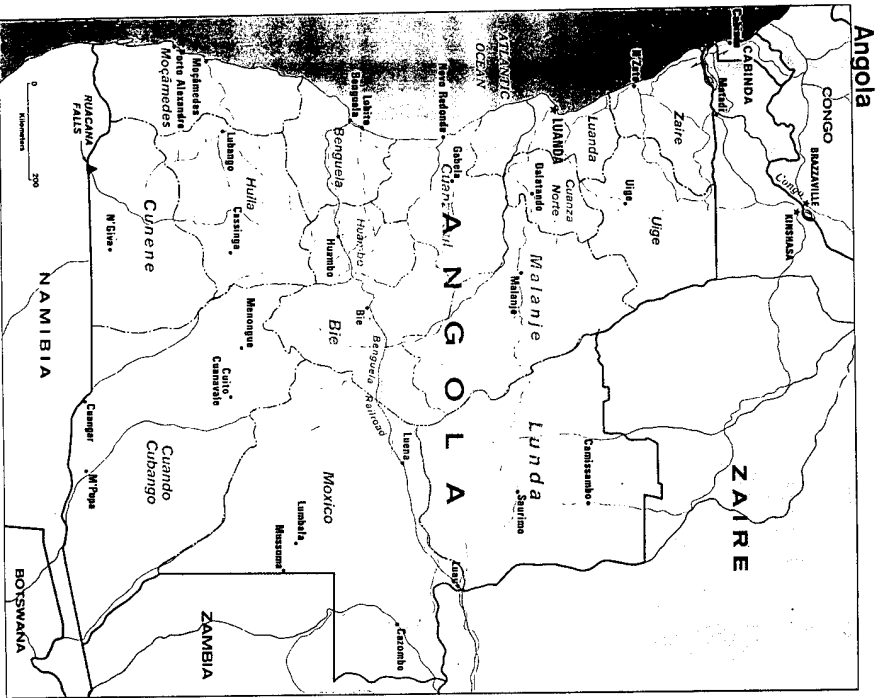 Angola
CONGO
BRAZZAVILLE
Congo
KINSHASA
CABINDA
Matadi
ZAIRE
Zaire
Uige
Uige
Luanda
LUANDA
Cuanza
Norte
Dalatando
ATLANTIC
OCEAN
Malanje
Malanje
Lunda
Camissambo
Saurimo
ANGOLA
Novo Redondo
Gabela
Lobito
Benguela
Benguela
Huambo
Huambo
Bie
Bie
Benguela Railroad
Luena
Luau
Cazombo
Moxico
Lumbala
Mussuma
Moçâmedes
Porto Alexandre
Moçâmedes
Lubango
Huila
Cassinga
Menongue
Cuito
Cuanavale
Cunene
N'Giva
Cuando
Cubango
Cuangar
M'Pupa
RUACANA
FALLS
0
200
Kilometers
NAMIBIA
BOTSWANA
ZAMBIA